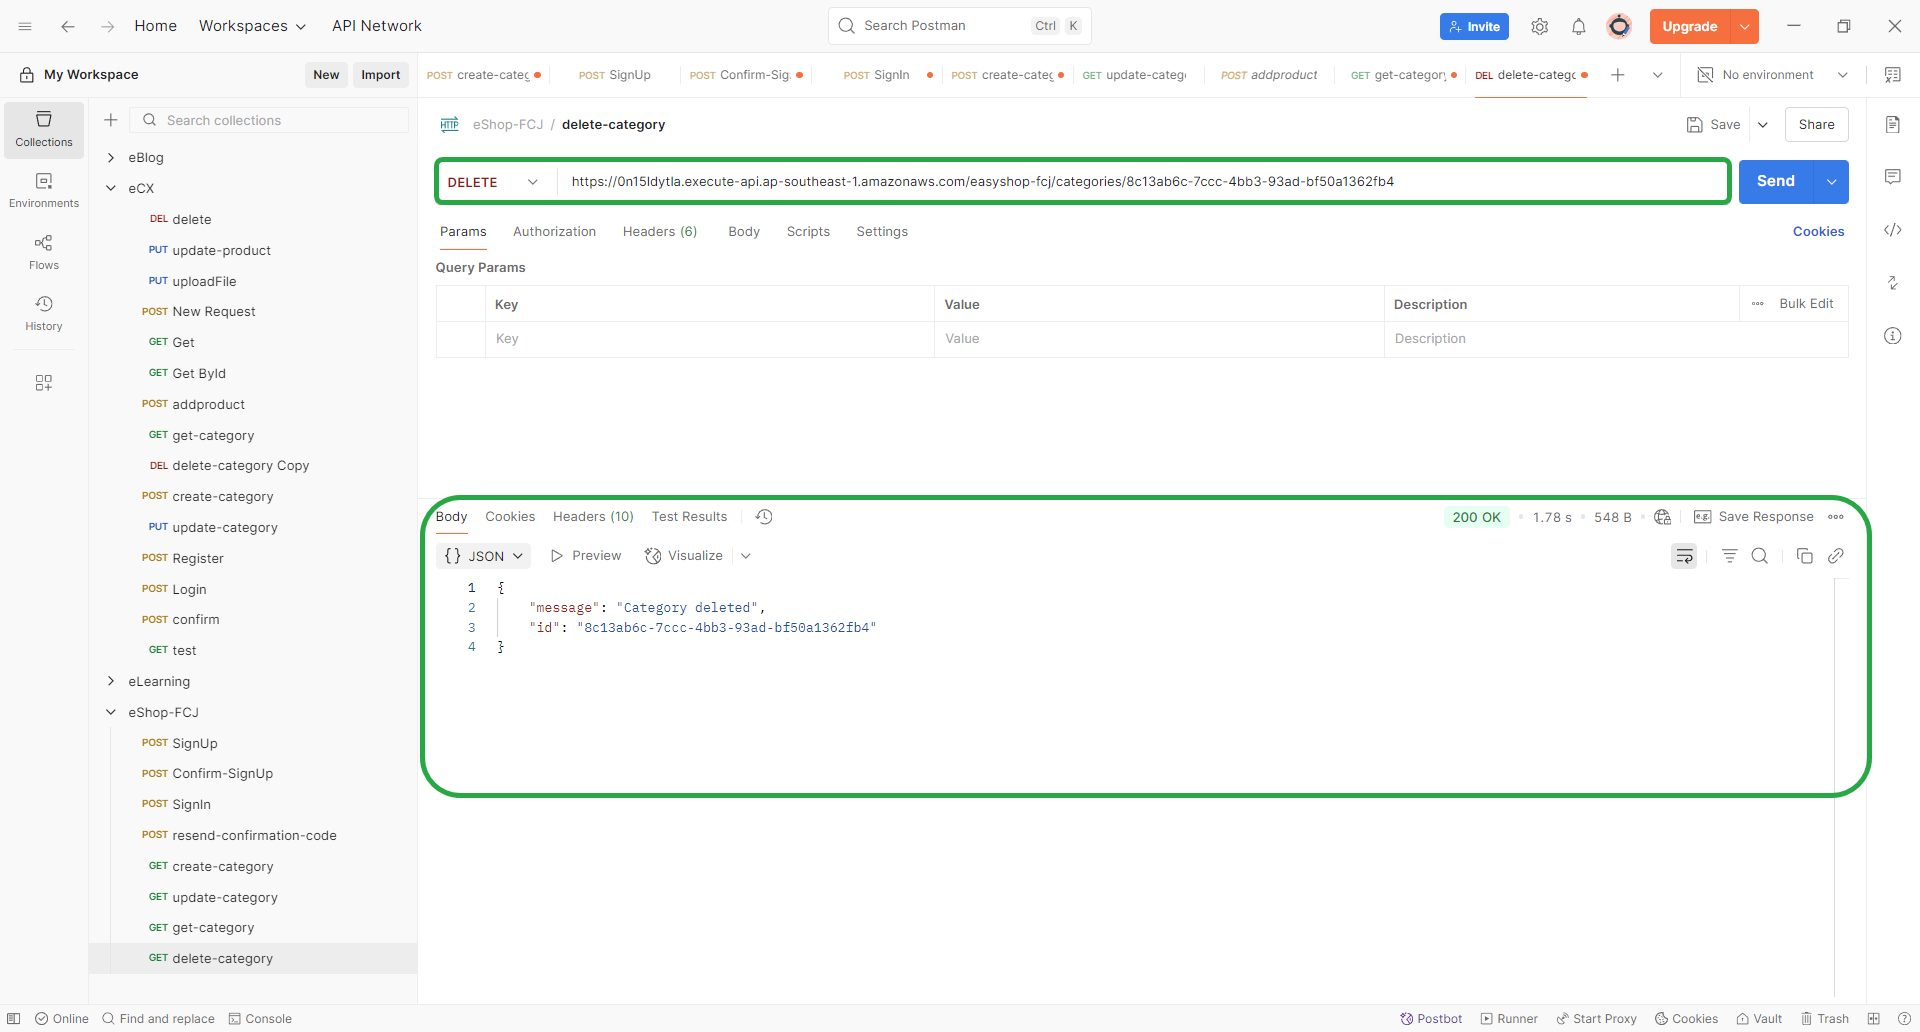 Home Workspaces API Network Search Postman Ctrl K Invite Upgrade
My Workspace New Import
POST create-categ POST SignUp POST Confirm-Sig. POST SignIn POST create-categ GET update-catego POST addproduct GET get-category DEL delete-catego No environment
Collections
Environments
Flows
History
Search collections
eBlog
eCX
DEL delete
PUT update-product
PUT uploadFile
POST New Request
GET Get
GET Get ById
POST addproduct
GET get-category
DEL delete-category Copy
POST create-category
PUT update-category
POST Register
POST Login
POST confirm
GET test
eLearning
eShop-FCJ
POST SignUp
POST Confirm-SignUp
POST SignIn
POST resend-confirmation-code
GET create-category
GET update-category
GET get-category
GET delete-category
HTTP eShop-FCJ / delete-category Save Share
DELETE https://0n15ldytla.execute-api.ap-southeast-1.amazonaws.com/easyshop-fcj/categories/8c13ab6c-7ccc-4bb3-93ad-bf50a1362fb4 Send
Params Authorization Headers (6) Body Scripts Settings Cookies
Query Params
Key Value Description Bulk Edit
Key Value Description
Body Cookies Headers (10) Test Results 200 OK 1.78 s 548 B e.g. Save Response
{} JSON Preview Visualize
1 {
2 "message": "Category deleted",
3 "id": "8c13ab6c-7ccc-4bb3-93ad-bf50a1362fb4"
4 }
Online Find and replace Console Postbot Runner Start Proxy Cookies Vault Trash